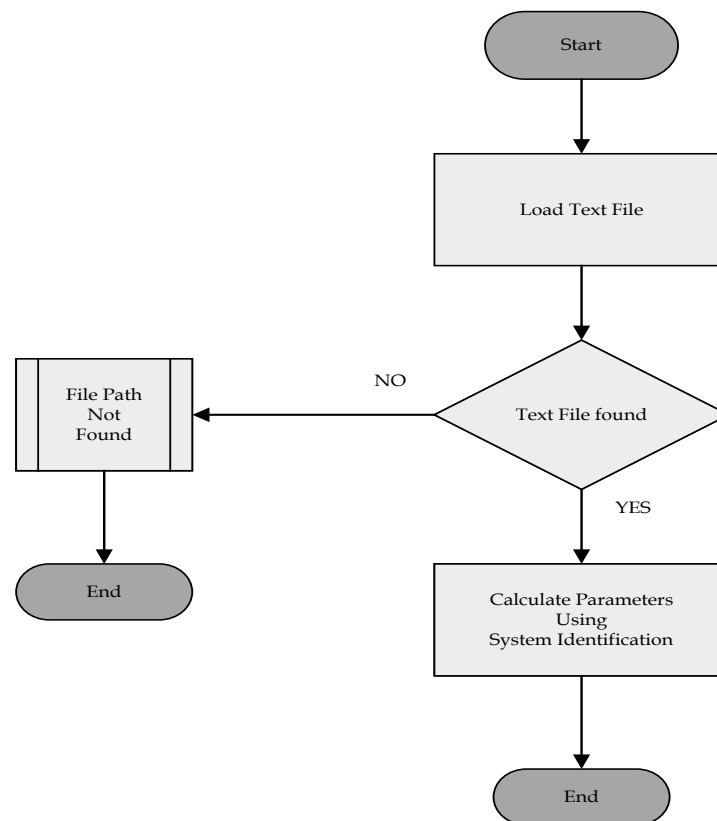 Start
Load Text File
NO
File Path
Not
Found
Text File found
YES
End
Calculate Parameters
Using
System Identification
End